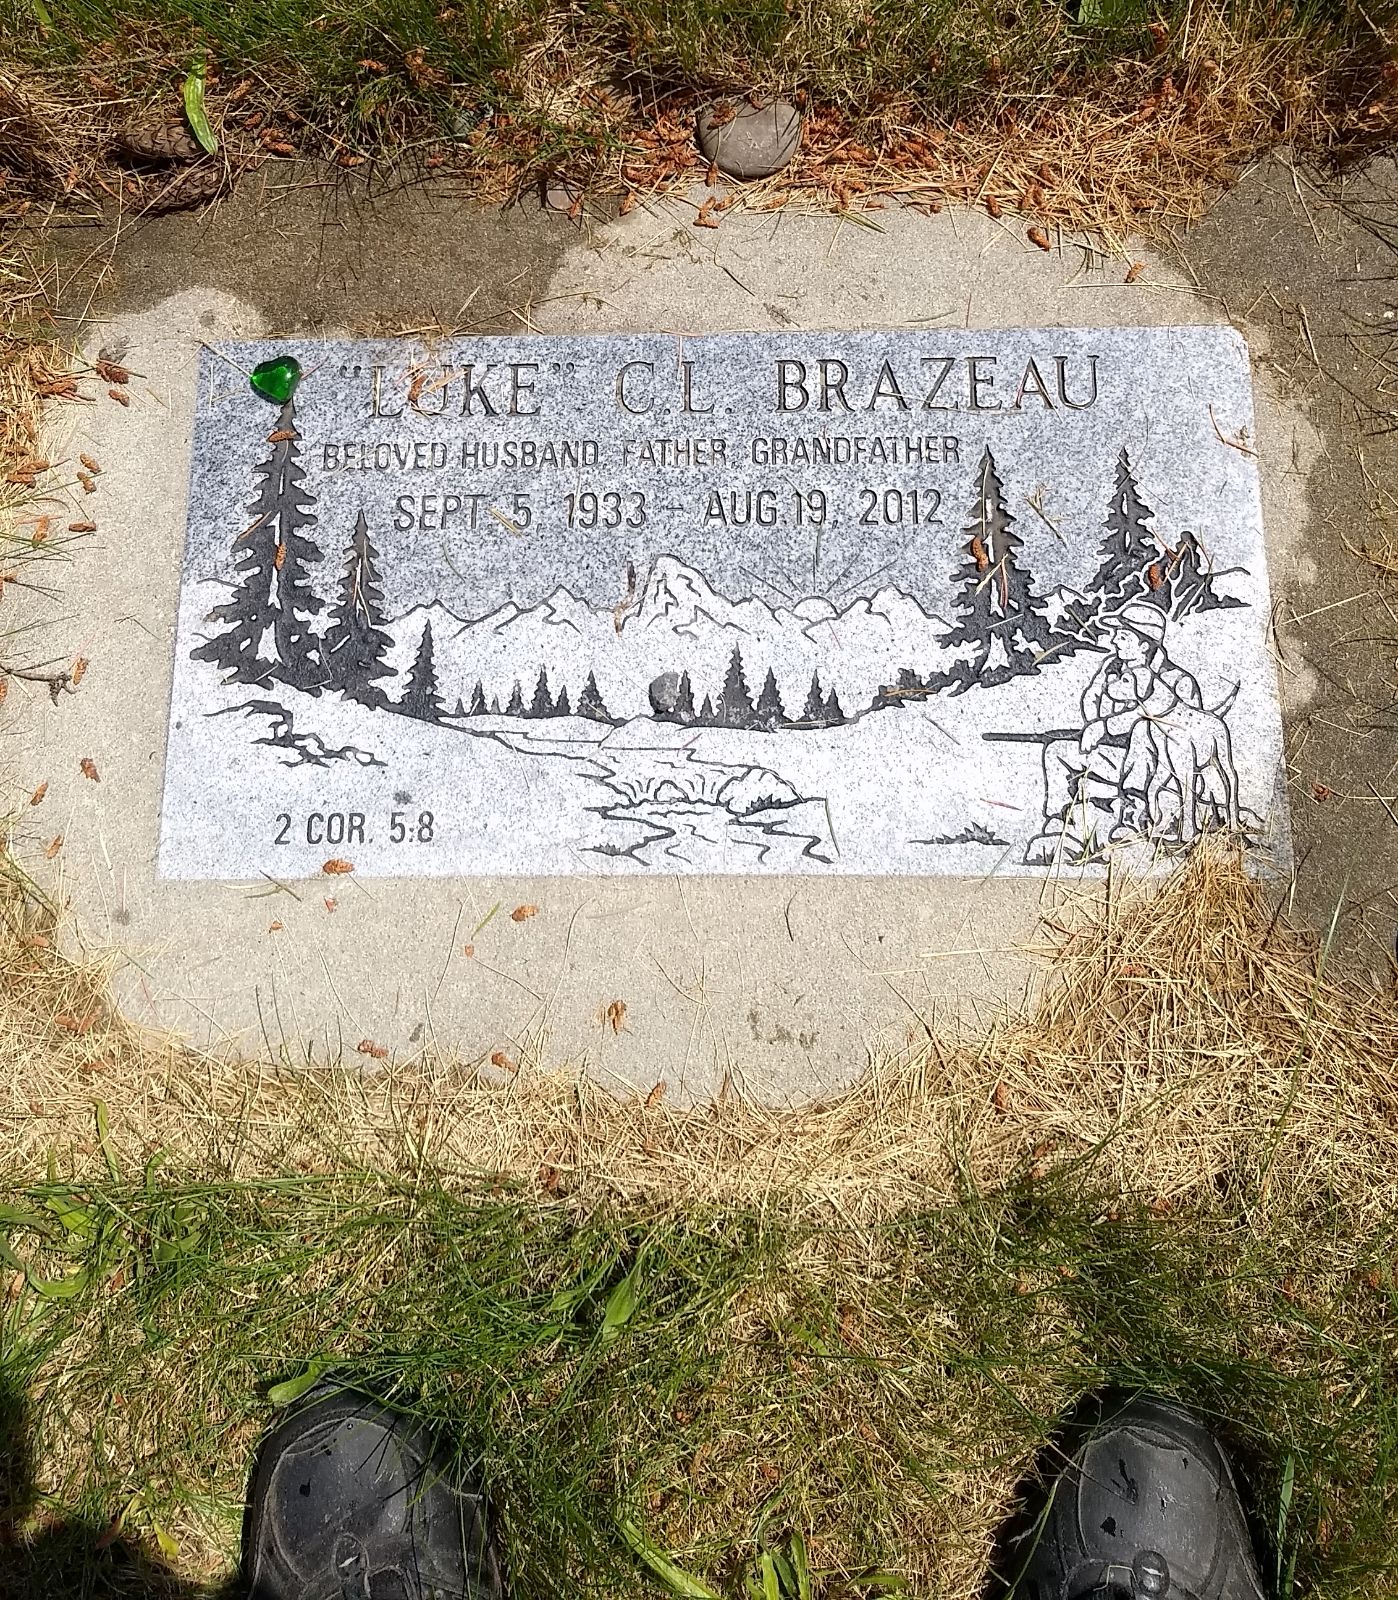 "LUKE" C.L. BRAZEAU
BELOVED HUSBAND, FATHER, GRANDFATHER
SEPT. 5, 1933 - AUG. 19, 2012
2 COR. 5:8